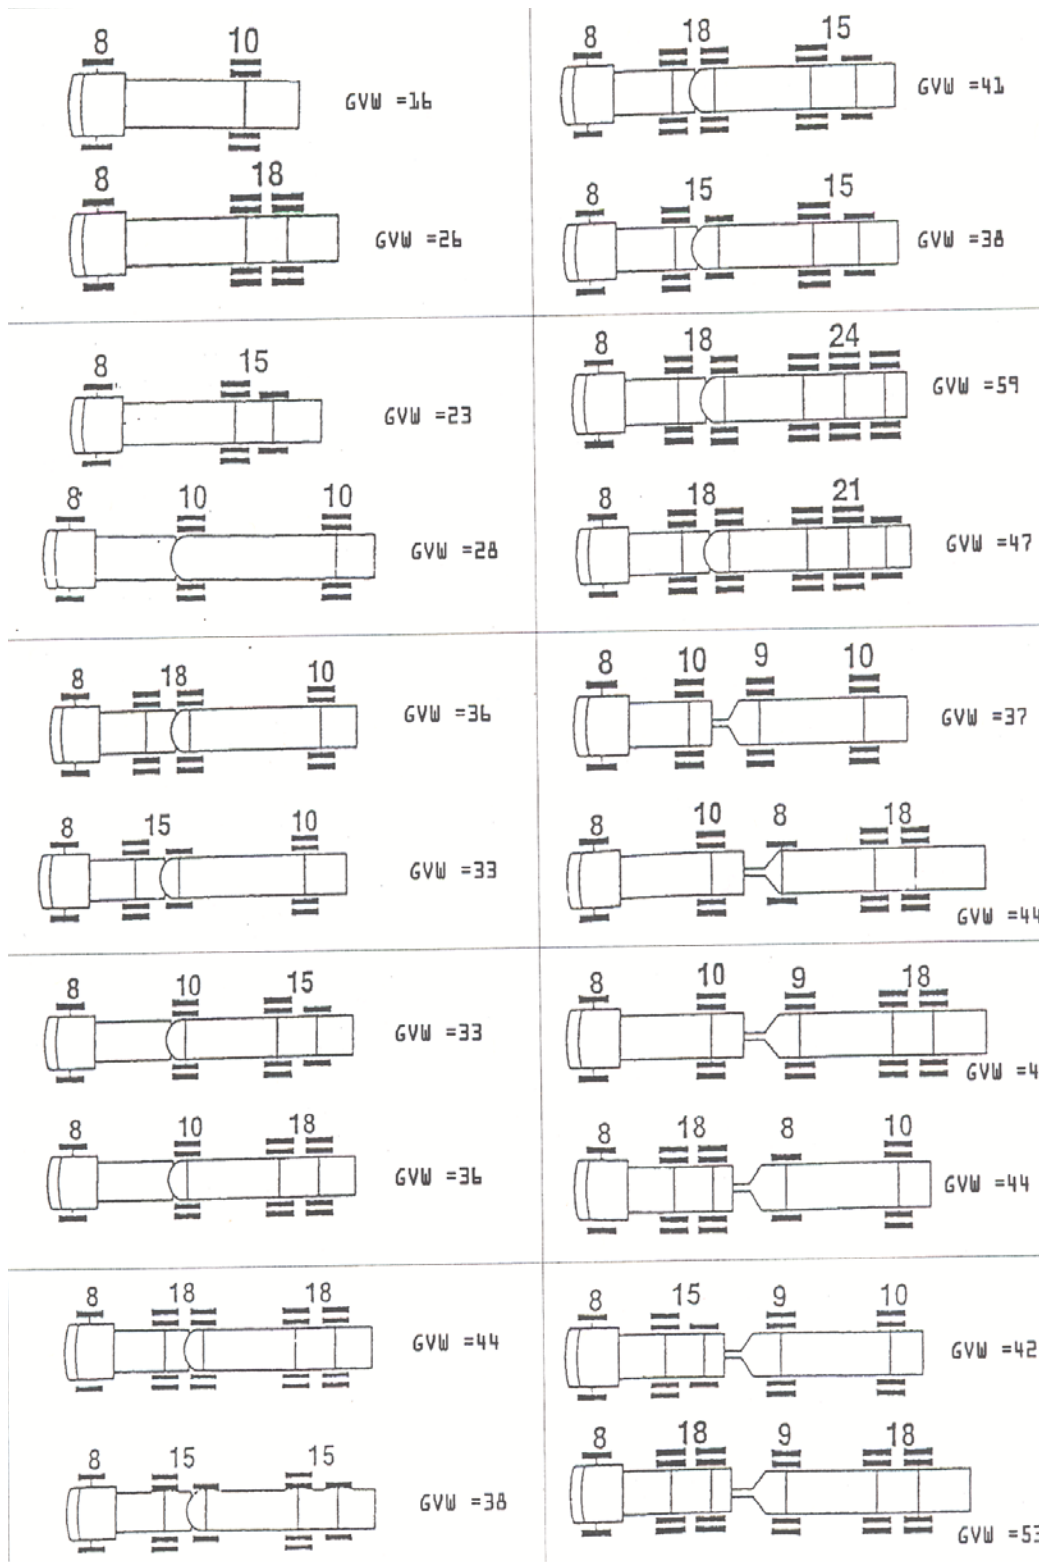 8 10
GVW =16
8 18
GVW =26
8 15
GVW =23
8 10 10
GVW =28
8 18 10
GVW =36
8 15 10
GVW =33
8 10 15
GVW =33
8 10 18
GVW =36
8 18 18
GVW =44
8 15 15
GVW =38
8 18 15
GVW =41
8 15 15
GVW =38
8 18 24
GVW =59
8 18 21
GVW =47
8 10 9 10
GVW =37
8 10 8 18
GVW =44
8 10 9 18
GVW =4
8 18 8 10
GVW =44
8 15 9 10
GVW =42
8 18 9 18
GVW =53